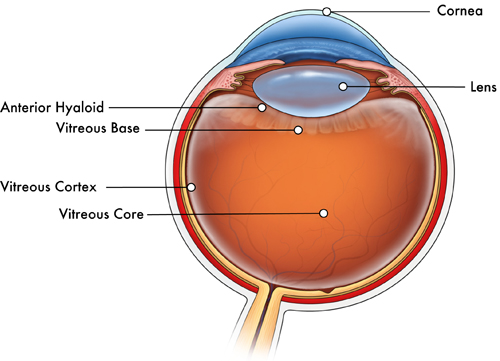 Cornea
Lens
Anterior Hyaloid
Vitreous Base
Vitreous Cortex
Vitreous Core